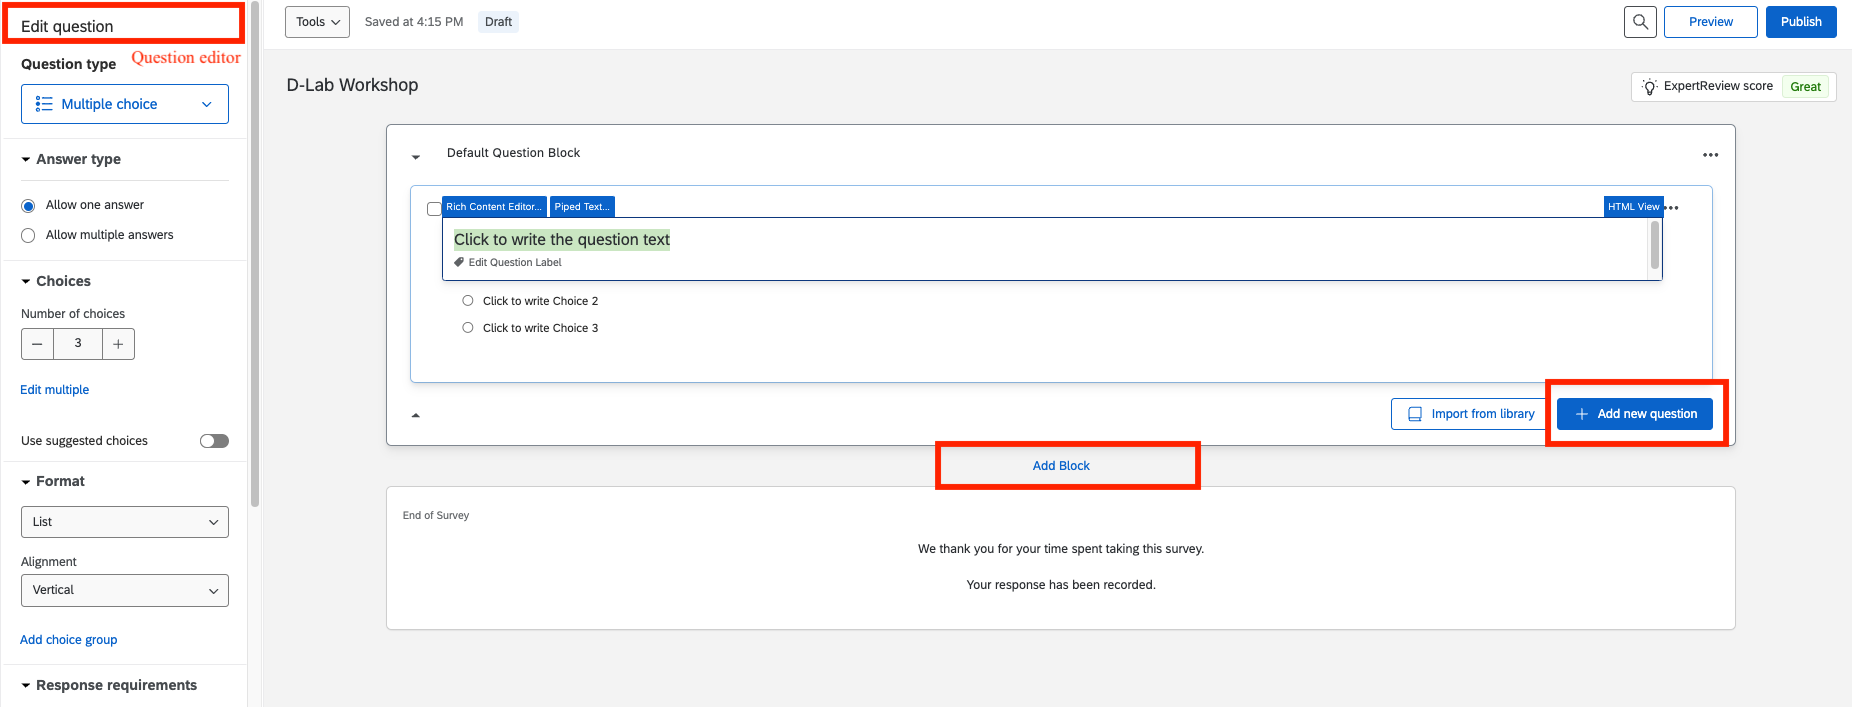 Edit question
Question editor
Question type
Multiple choice
Answer type
Allow one answer
Allow multiple answers
Choices
Number of choices
3
Edit multiple
Use suggested choices
Format
List
Alignment
Vertical
Add choice group
Response requirements
Tools
Saved at 4:15 PM
Draft
Preview
Publish
D-Lab Workshop
ExpertReview score
Great
Default Question Block
Rich Content Editor...
Piped Text...
HTML View
Click to write the question text
Edit Question Label
Click to write Choice 2
Click to write Choice 3
Import from library
Add new question
Add Block
End of Survey
We thank you for your time spent taking this survey.
Your response has been recorded.